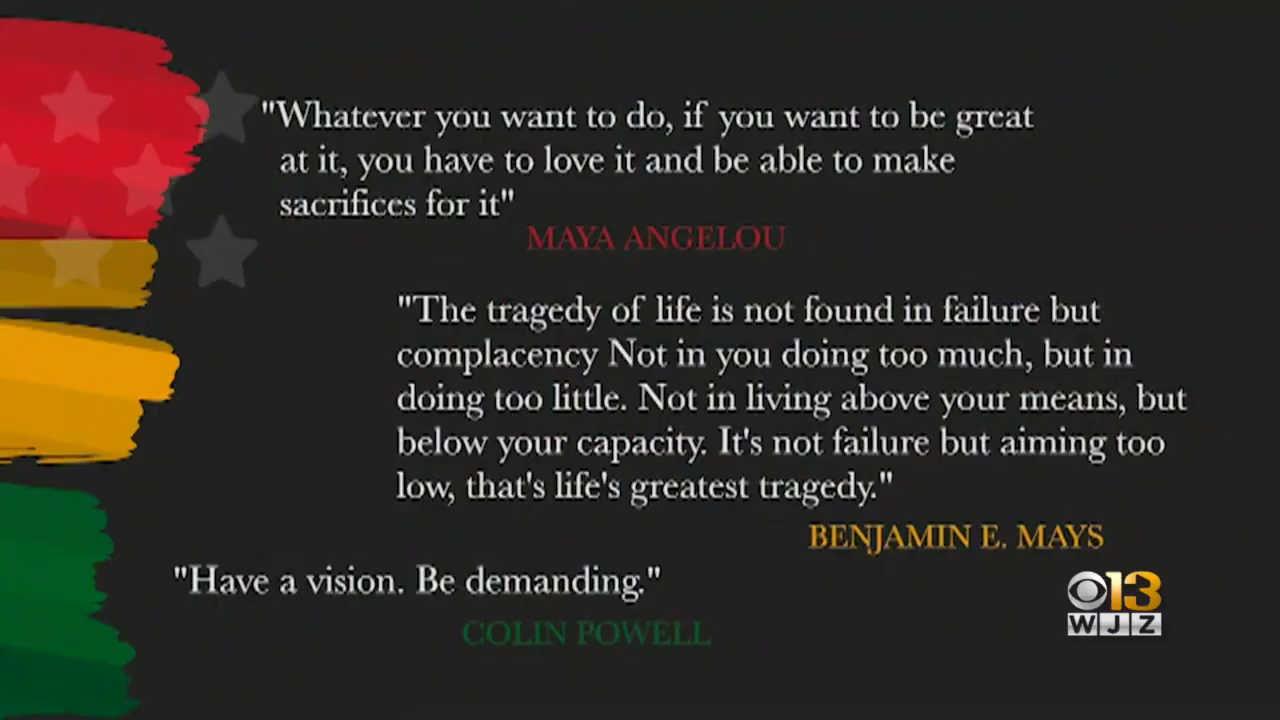 "Whatever you want to do, if you want to be great
at it, you have to love it and be able to make
sacrifices for it"
MAYA ANGELOU
"The tragedy of life is not found in failure but
complacency Not in you doing too much, but in
doing too little. Not in living above your means, but
below your capacity. It's not failure but aiming too
low, that's life's greatest tragedy."
BENJAMIN E. MAYS
"Have a vision. Be demanding."
COLIN POWELL
13
WJZ